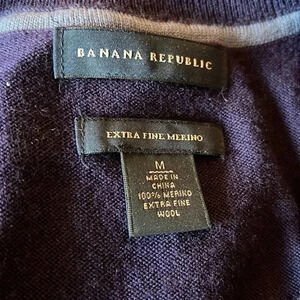 BANANA REPUBLIC
EXTRA FINE MERINO
M
MADE IN
CHINA
100% MERINO
EXTRA FINE
WOOL